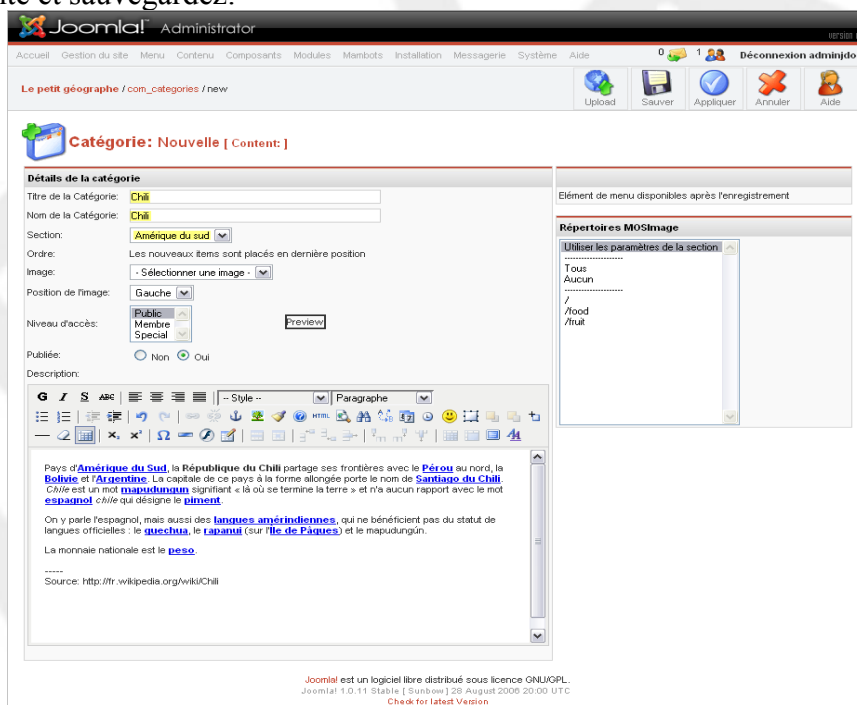 ite et sauvegardez.
Joomla! Administrator
version
Accueil Gestion du site Menu Contenu Composants Modules Mambots Installation Messagerie Système Aide 0 1 Déconnexion adminjdo
Le petit géographe / com_categories / new
Upload Sauver Appliquer Annuler Aide
Catégorie: Nouvelle [ Content: ]
Détails de la catégorie
Titre de la Catégorie: Chili
Nom de la Catégorie: Chili
Section: Amérique du sud
Ordre: Les nouveaux items sont placés en dernière position
Image: - Sélectionner une image -
Position de l'image: Gauche
Niveau d'accès: Public
Membre
Special
Preview
Publiée: Non Oui
Description:
Elément de menu disponibles après l'enregistrement
Répertoires MOSImage
Utiliser les paramètres de la section
---------------------
Tous
Aucun
---------------------
/
/food
/fruit
G I S ABC -- Style -- Paragraphe
HTML
Pays d'Amérique du Sud, la République du Chili partage ses frontières avec le Pérou au nord, la
Bolivie et l'Argentine. La capitale de ce pays à la forme allongée porte le nom de Santiago du Chili.
Chile est un mot mapudungun signifiant « là où se termine la terre » et n'a aucun rapport avec le mot
espagnol chile qui désigne le piment.
On y parle l'espagnol, mais aussi des langues amérindiennes, qui ne bénéficient pas du statut de
langues officielles : le quechua, le rapanui (sur l'Ile de Pâques) et le mapudungún.
La monnaie nationale est le peso.
-----
Source: http://fr.wikipedia.org/wiki/Chili
Joomla! est un logiciel libre distribué sous licence GNU/GPL.
Joomla! 1.0.11 Stable [ Sunbow ] 28 August 2006 20:00 UTC
Check for latest Version